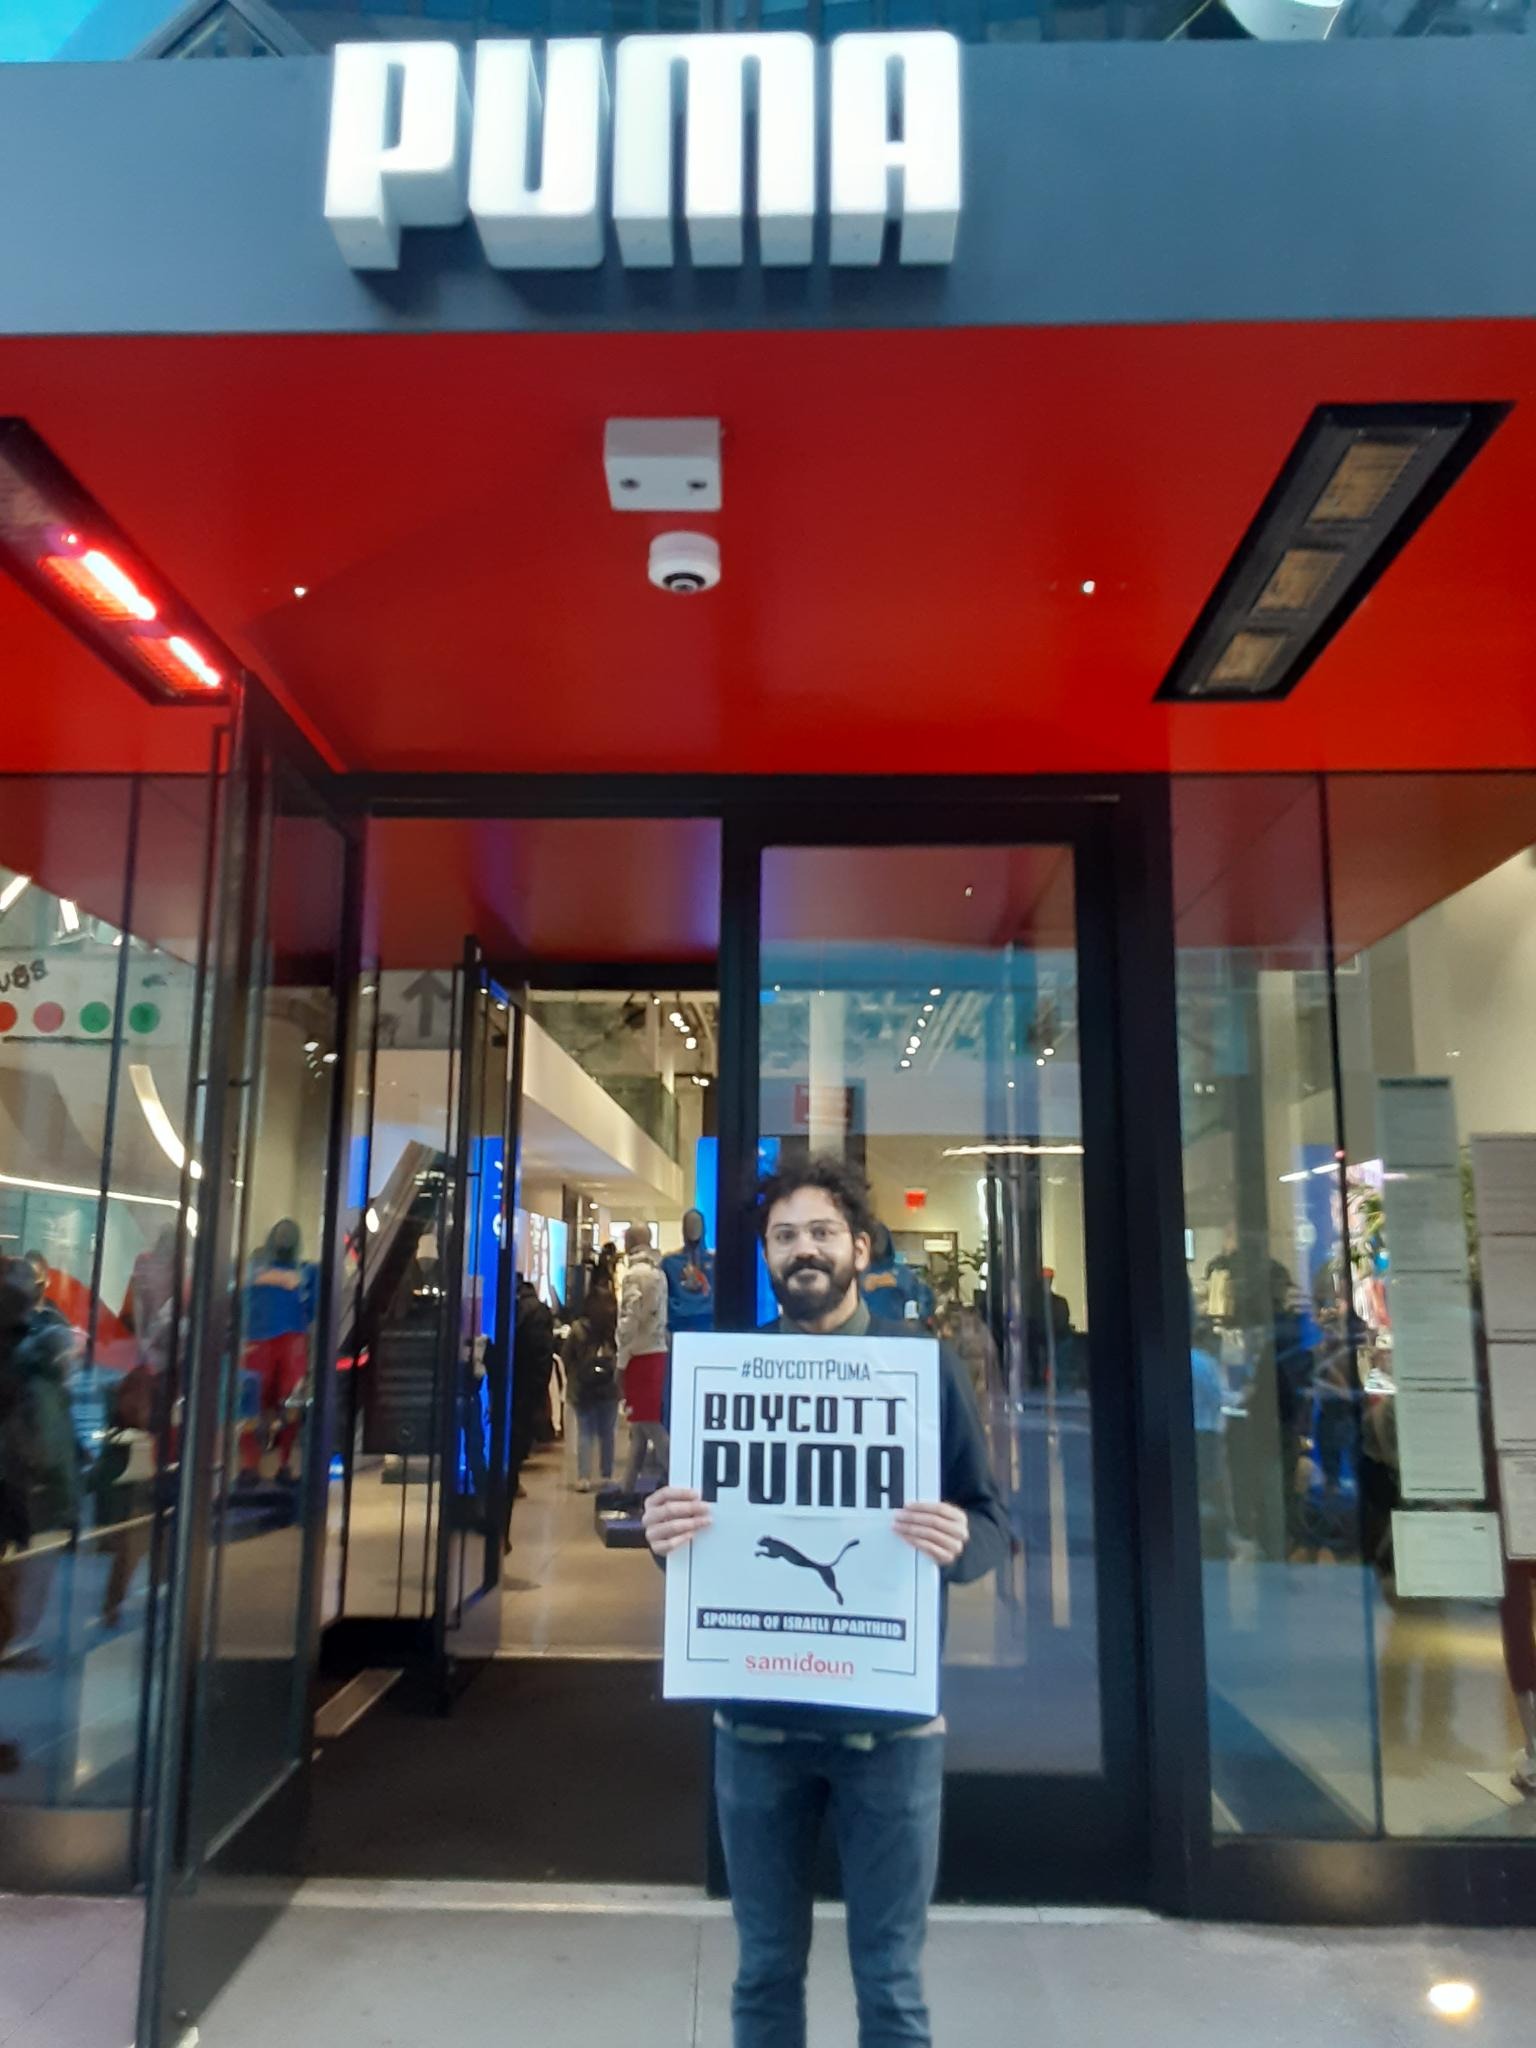 PUMA
#BOYCOTTPUMA
BOYCOTT
PUMA
SPONSOR OF ISRAELI APARTHEID
samidoun